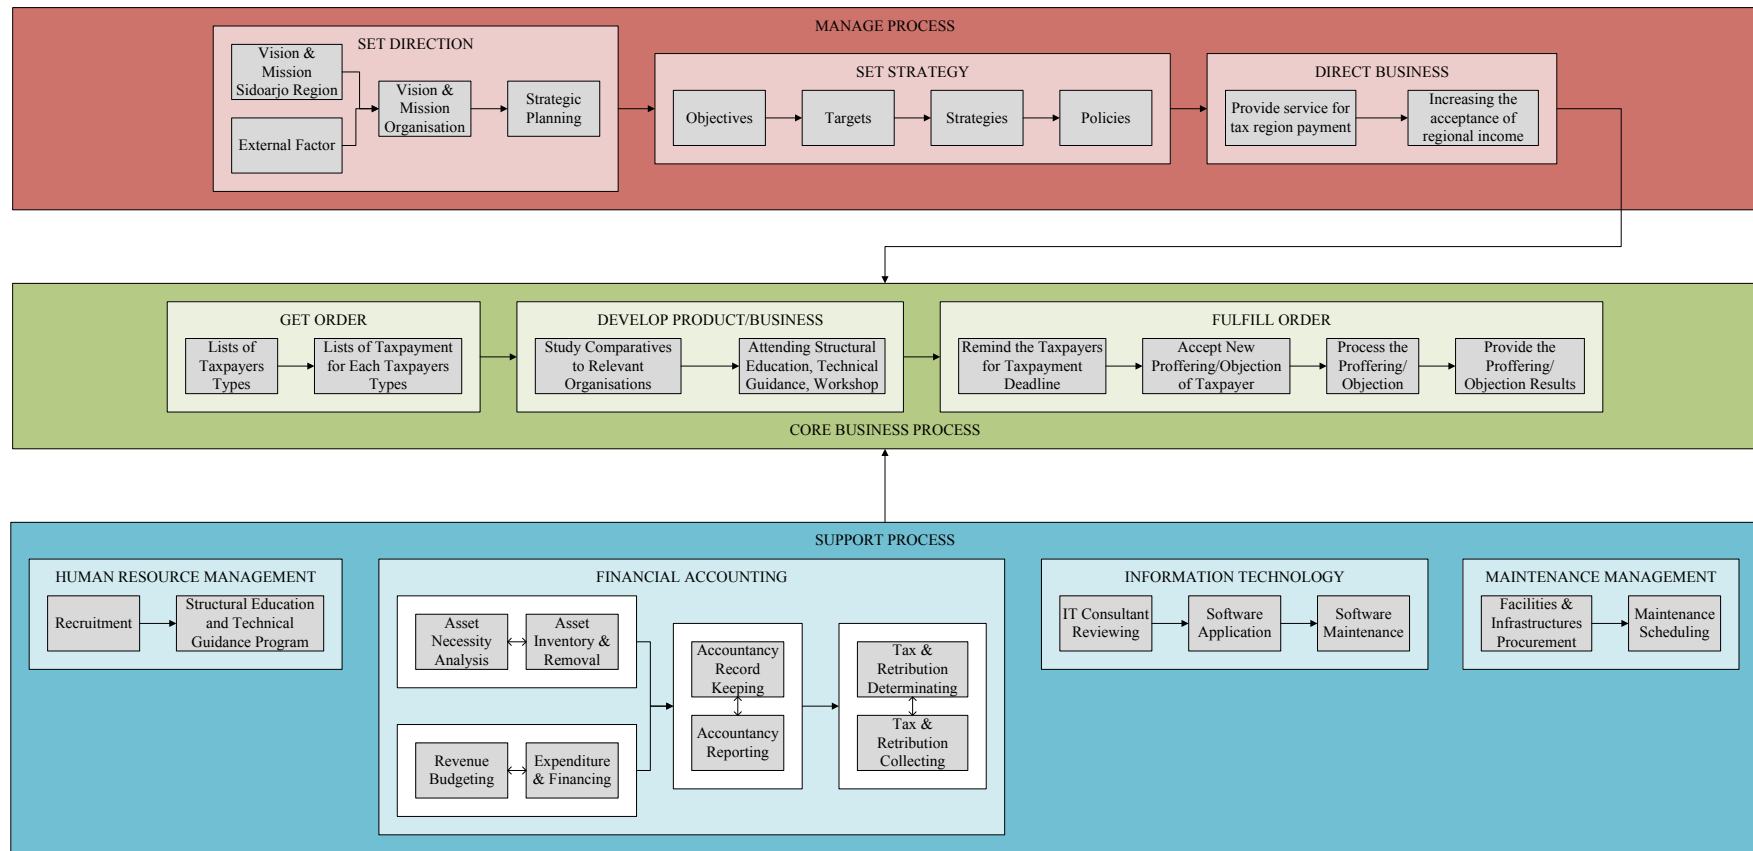 MANAGE PROCESS
SET DIRECTION
Vision &
Mission
Sidoarjo Region
External Factor
Vision &
Mission
Organisation
Strategic
Planning
SET STRATEGY
Objectives
Targets
Strategies
Policies
DIRECT BUSINESS
Provide service for
tax region payment
Increasing the
acceptance of
regional income
GET ORDER
Lists of
Taxpayers
Types
Lists of Taxpayment
for Each Taxpayers
Types
DEVELOP PRODUCT/BUSINESS
Study Comparatives
to Relevant
Organisations
Attending Structural
Education, Technical
Guidance, Workshop
FULFILL ORDER
Remind the Taxpayers
for Taxpayment
Deadline
Accept New
Proffering/Objection
of Taxpayer
Process the
Proffering/
Objection
Provide the
Proffering/
Objection Results
CORE BUSINESS PROCESS
SUPPORT PROCESS
HUMAN RESOURCE MANAGEMENT
Recruitment
Structural Education
and Technical
Guidance Program
FINANCIAL ACCOUNTING
Asset
Necessity
Analysis
Asset
Inventory &
Removal
Revenue
Budgeting
Expenditure
& Financing
Accountancy
Record
Keeping
Accountancy
Reporting
Tax &
Retribution
Determinating
Tax &
Retribution
Collecting
INFORMATION TECHNOLOGY
IT Consultant
Reviewing
Software
Application
Software
Maintenance
MAINTENANCE MANAGEMENT
Facilities &
Infrastructures
Procurement
Maintenance
Scheduling